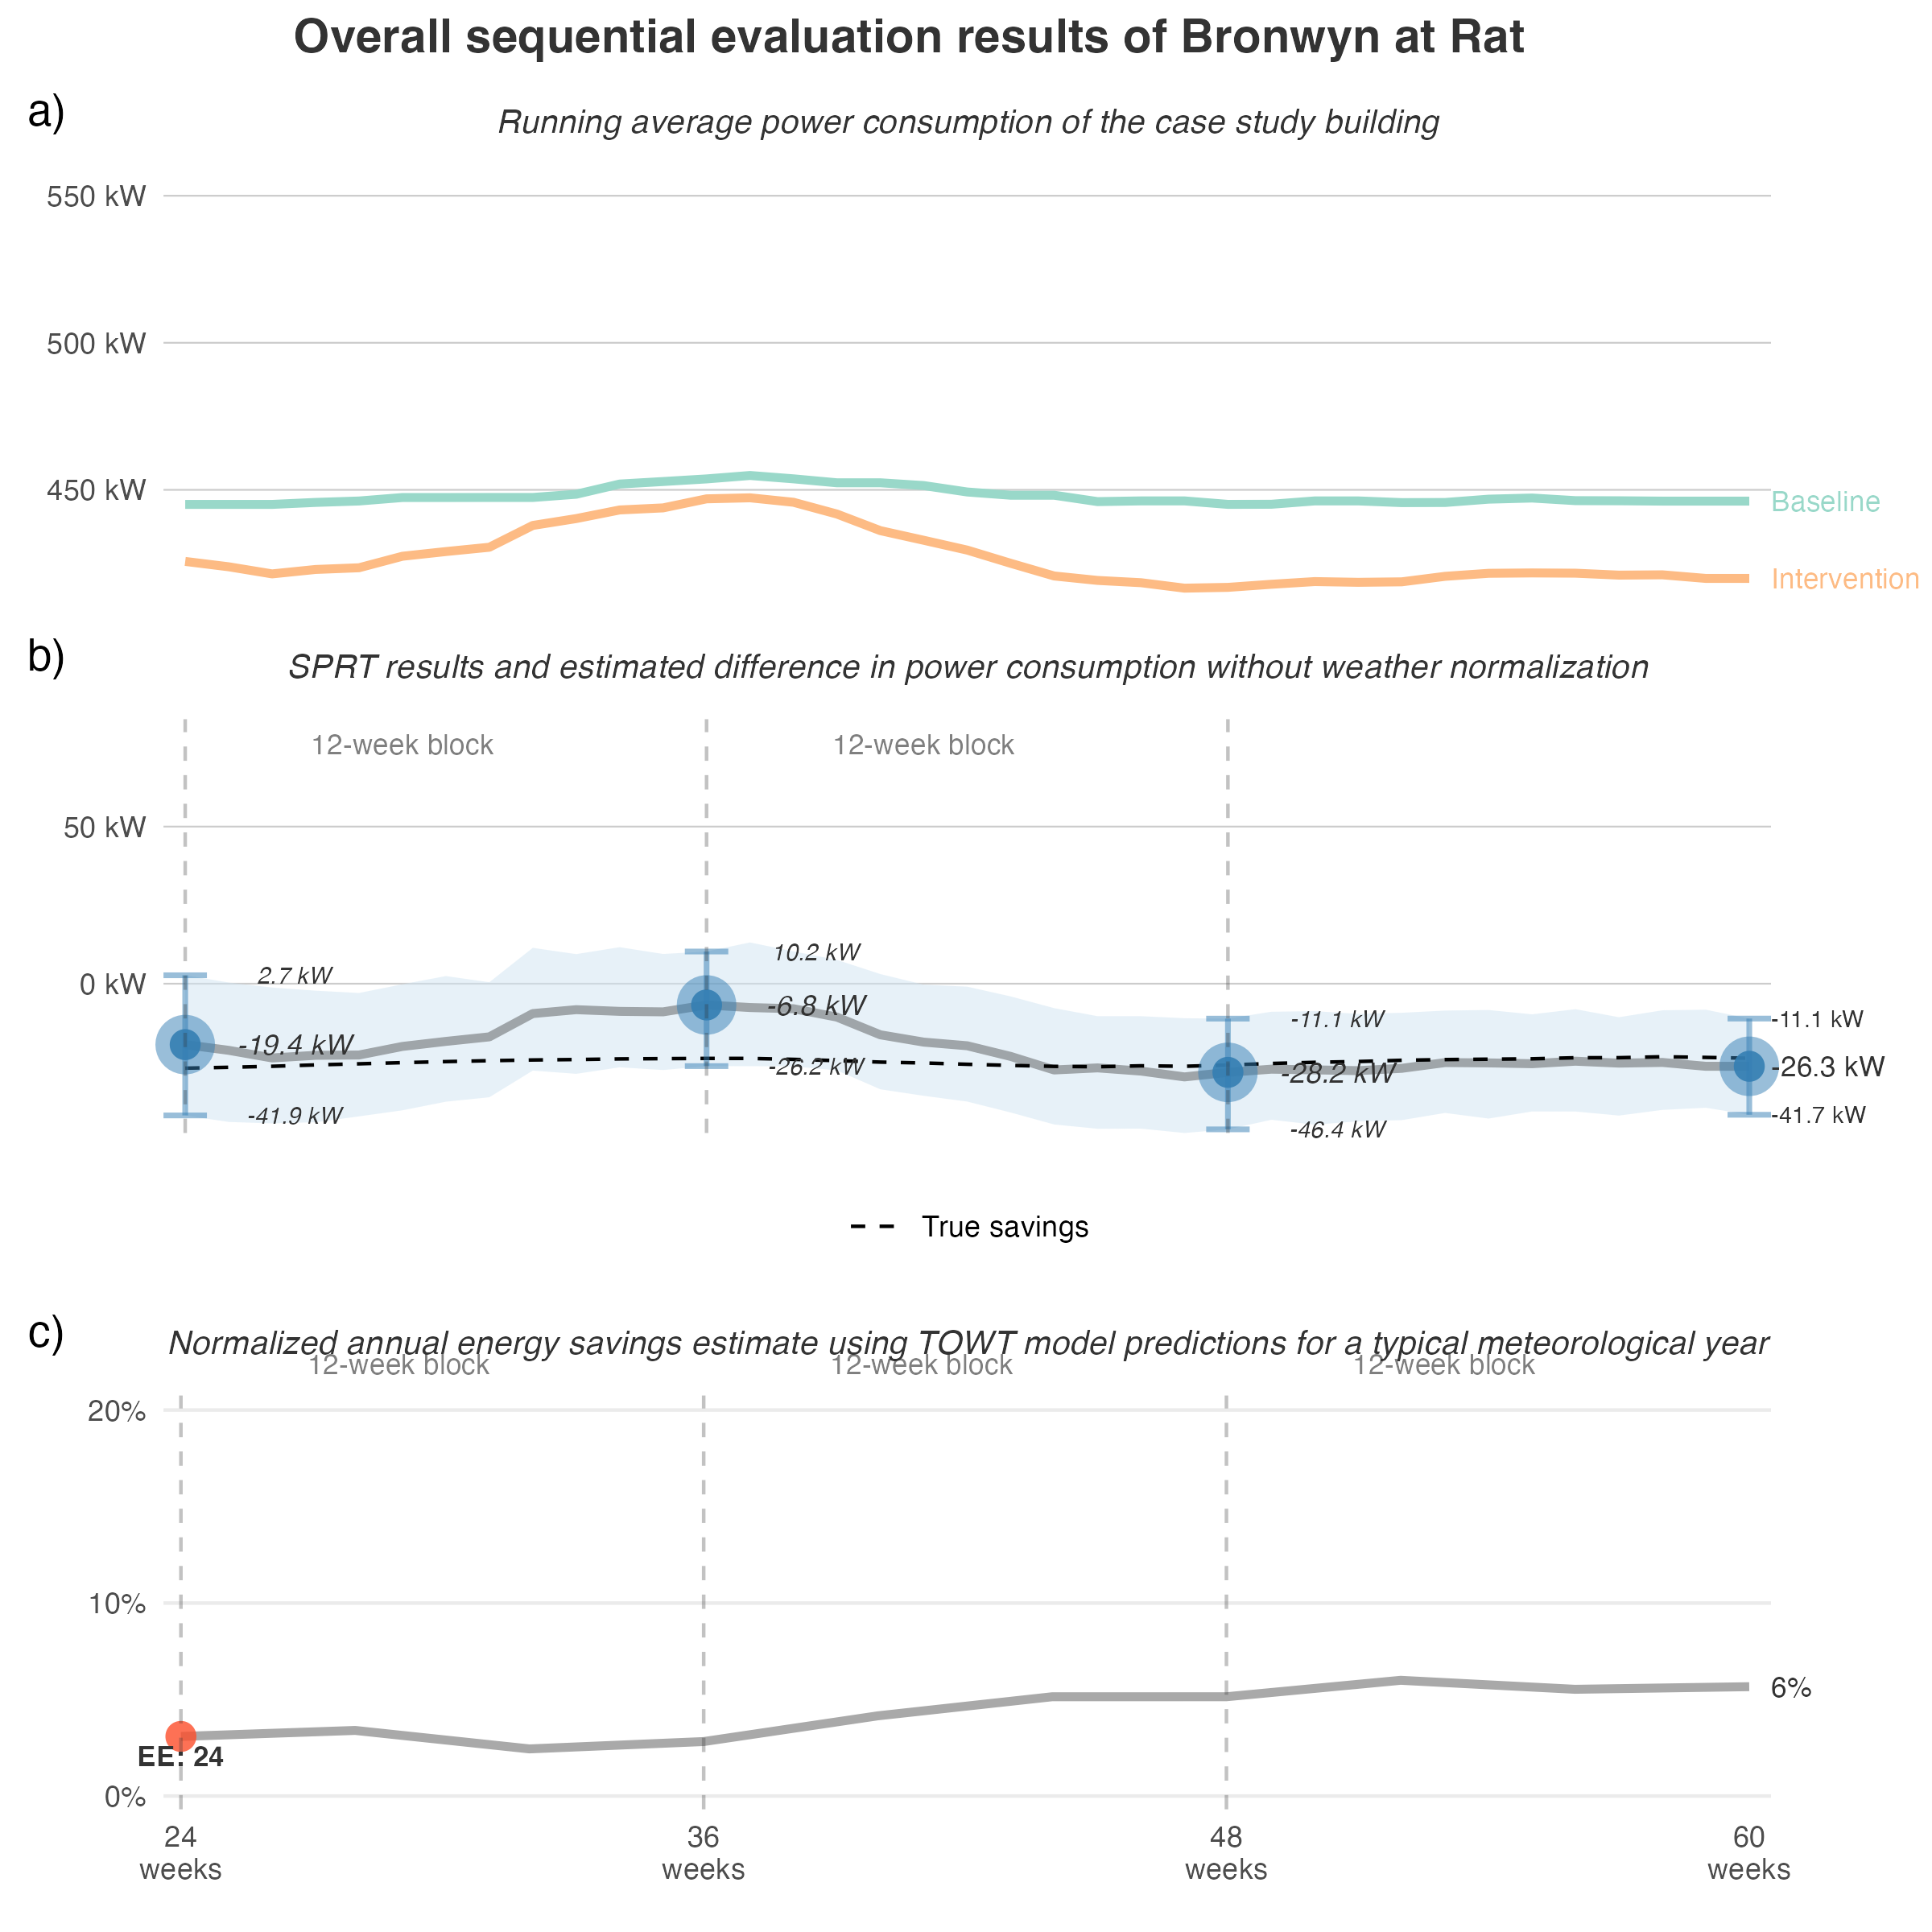 Overall sequential evaluation results of Bronwyn at Rat
a)
Running average power consumption of the case study building
550 kW
500 kW
450 kW
Baseline
Intervention
b)
SPRT results and estimated difference in power consumption without weather normalization
12-week block
12-week block
50 kW
0 kW
2.7 kW
-19.4 kW
-41.9 kW
10.2 kW
-6.8 kW
-26.2 kW
-11.1 kW
-28.2 kW
-46.4 kW
-11.1 kW
-26.3 kW
-41.7 kW
True savings
c)
Normalized annual energy savings estimate using TOWT model predictions for a typical meteorological year
12-week block
12-week block
12-week block
20%
10%
0%
EE: 24
6%
24
weeks
36
weeks
48
weeks
60
weeks